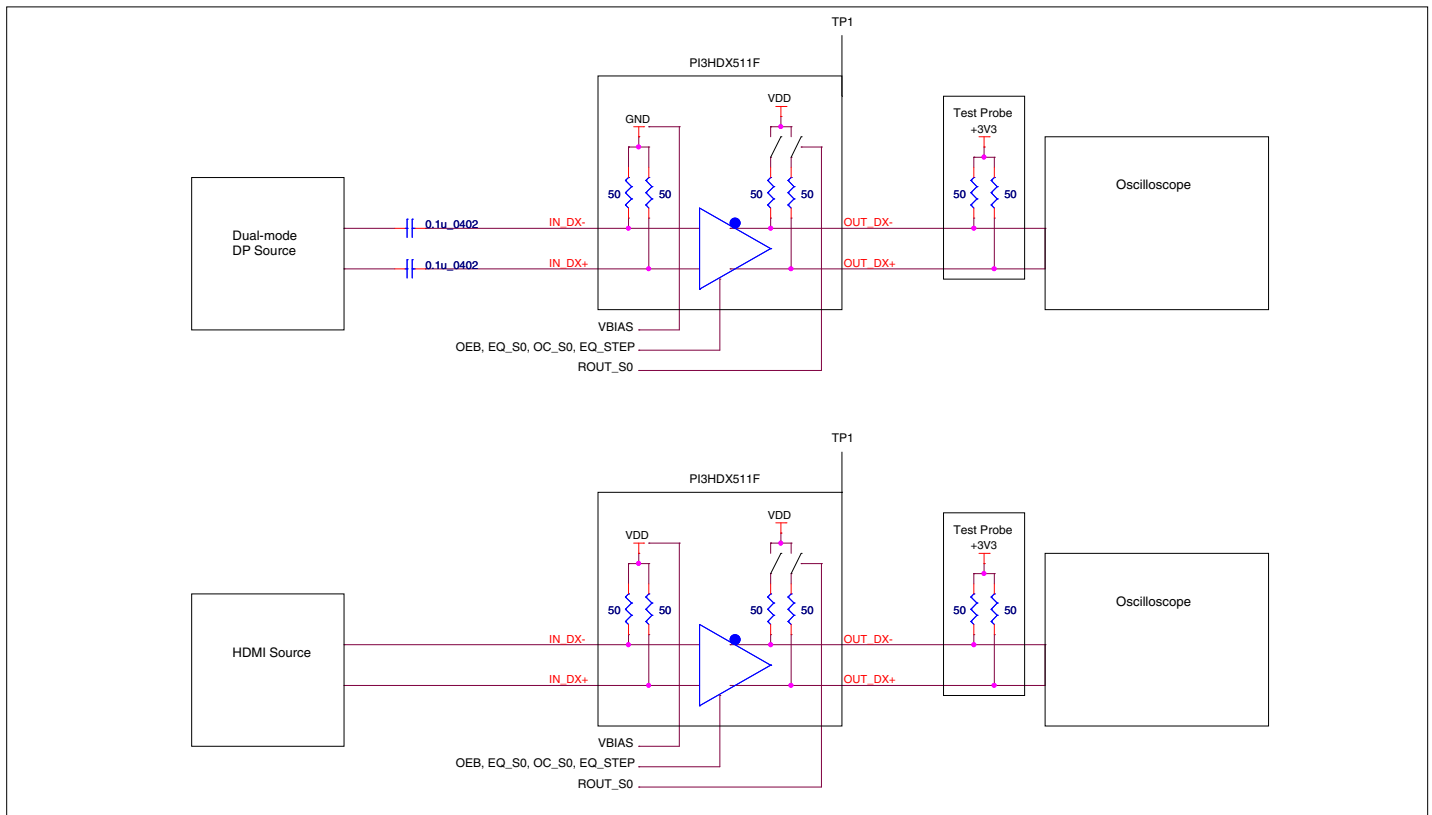 TP1
PI3HDX511F
VDD
GND
Test Probe
+3V3
50
50
50
50
50
50
Oscilloscope
Dual-mode
DP Source
0.1u_0402
0.1u_0402
IN_DX-
IN_DX+
OUT_DX-
OUT_DX+
VBIAS
OEB, EQ_S0, OC_S0, EQ_STEP
ROUT_S0
TP1
PI3HDX511F
VDD
VDD
Test Probe
+3V3
50
50
50
50
50
50
Oscilloscope
HDMI Source
IN_DX-
IN_DX+
OUT_DX-
OUT_DX+
VBIAS
OEB, EQ_S0, OC_S0, EQ_STEP
ROUT_S0